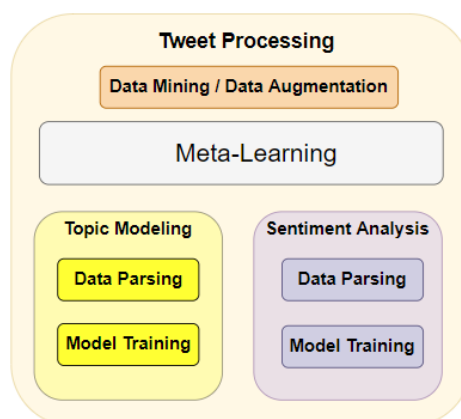 Tweet Processing
Data Mining / Data Augmentation
Meta-Learning
Topic Modeling
Data Parsing
Model Training
Sentiment Analysis
Data Parsing
Model Training